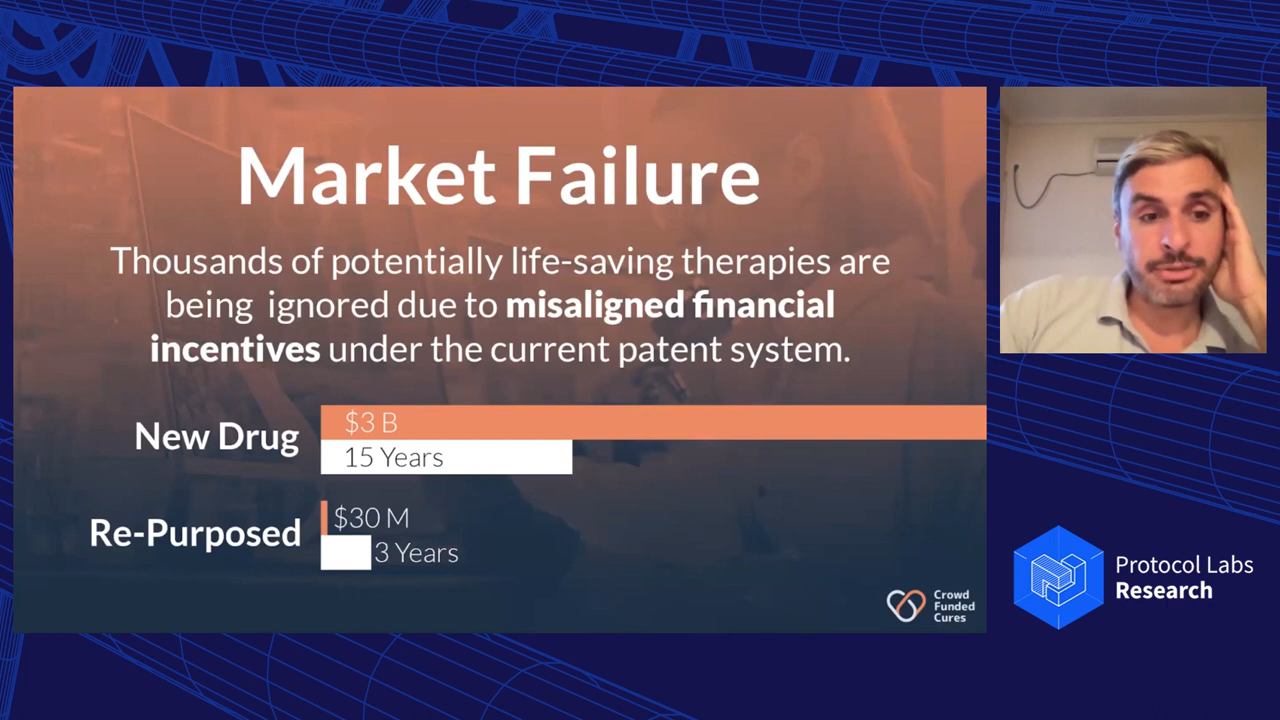 Market Failure
Thousands of potentially life-saving therapies are
being ignored due to misaligned financial
incentives under the current patent system.
New Drug
$3 B
15 Years
Re-Purposed
$30 M
3 Years
Crowd
Funded
Cures
Protocol Labs
Research